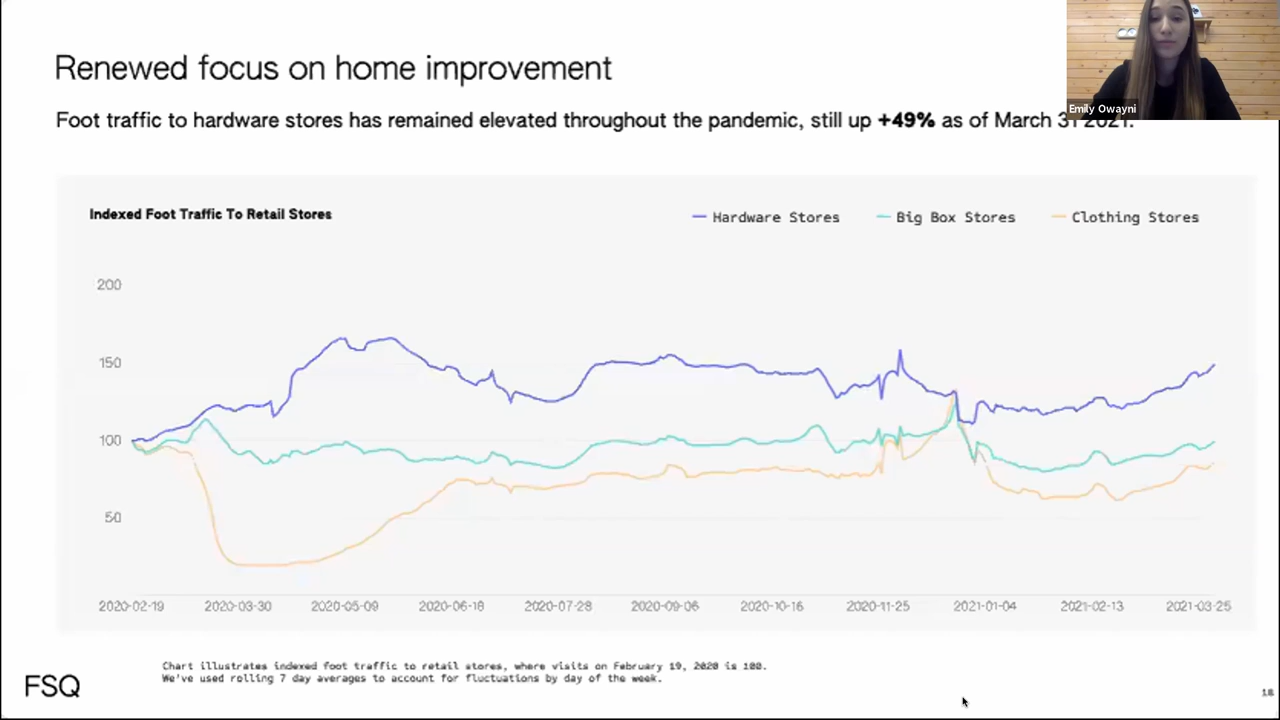 Renewed focus on home improvement
Emily Owayni
Foot traffic to hardware stores has remained elevated throughout the pandemic, still up +49% as of March 31 2021.
Indexed Foot Traffic To Retail Stores
Hardware Stores
Big Box Stores
Clothing Stores
200
150
100
50
2020-02-19
2020-03-30
2020-05-09
2020-06-18
2020-07-28
2020-09-06
2020-10-16
2020-11-25
2021-01-04
2021-02-13
2021-03-25
Chart illustrates indexed foot traffic to retail stores, where visits on February 19, 2020 is 100.
We've used rolling 7 day averages to account for fluctuations by day of the week.
FSQ
18